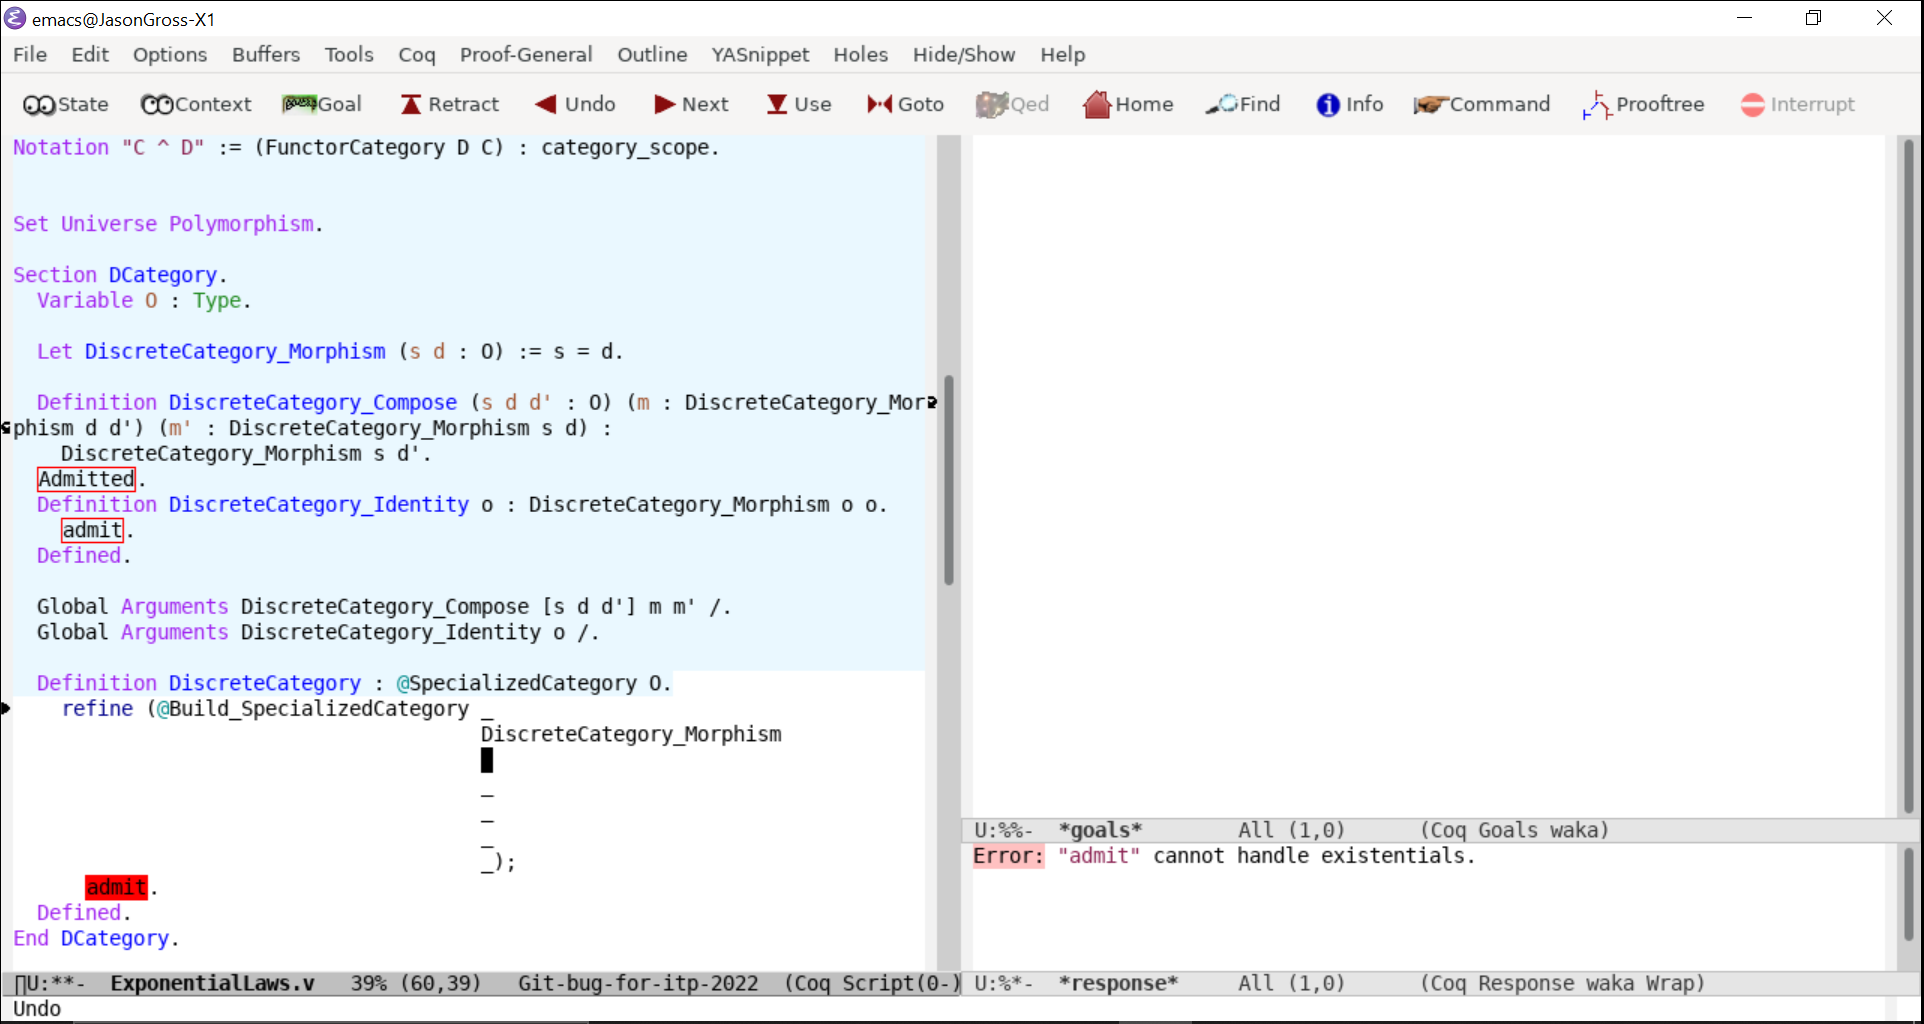 emacs@JasonGross-X1
File Edit Options Buffers Tools Coq Proof-General Outline YASnippet Holes Hide/Show Help
State Context Goal Retract Undo Next Use Goto Qed Home Find Info Command Prooftree Interrupt
Notation "C ^ D" := (FunctorCategory D C) : category_scope.
Set Universe Polymorphism.
Section DCategory.
Variable O : Type.
Let DiscreteCategory_Morphism (s d : O) := s = d.
Definition DiscreteCategory_Compose (s d d' : O) (m : DiscreteCategory_Mor
phism d d') (m' : DiscreteCategory_Morphism s d) :
DiscreteCategory_Morphism s d'.
Admitted.
Definition DiscreteCategory_Identity o : DiscreteCategory_Morphism o o.
admit.
Defined.
Global Arguments DiscreteCategory_Compose [s d d'] m m' /.
Global Arguments DiscreteCategory_Identity o /.
Definition DiscreteCategory : @SpecializedCategory O.
refine (@Build_SpecializedCategory _
DiscreteCategory_Morphism
_
_
_
_);
admit.
Defined.
End DCategory.
U:**- ExponentialLaws.v 39% (60,39) Git-bug-for-itp-2022 (Coq Script(0-)
Undo
U:%%- *goals* All (1,0) (Coq Goals waka)
Error: "admit" cannot handle existentials.
U:%*- *response* All (1,0) (Coq Response waka Wrap)